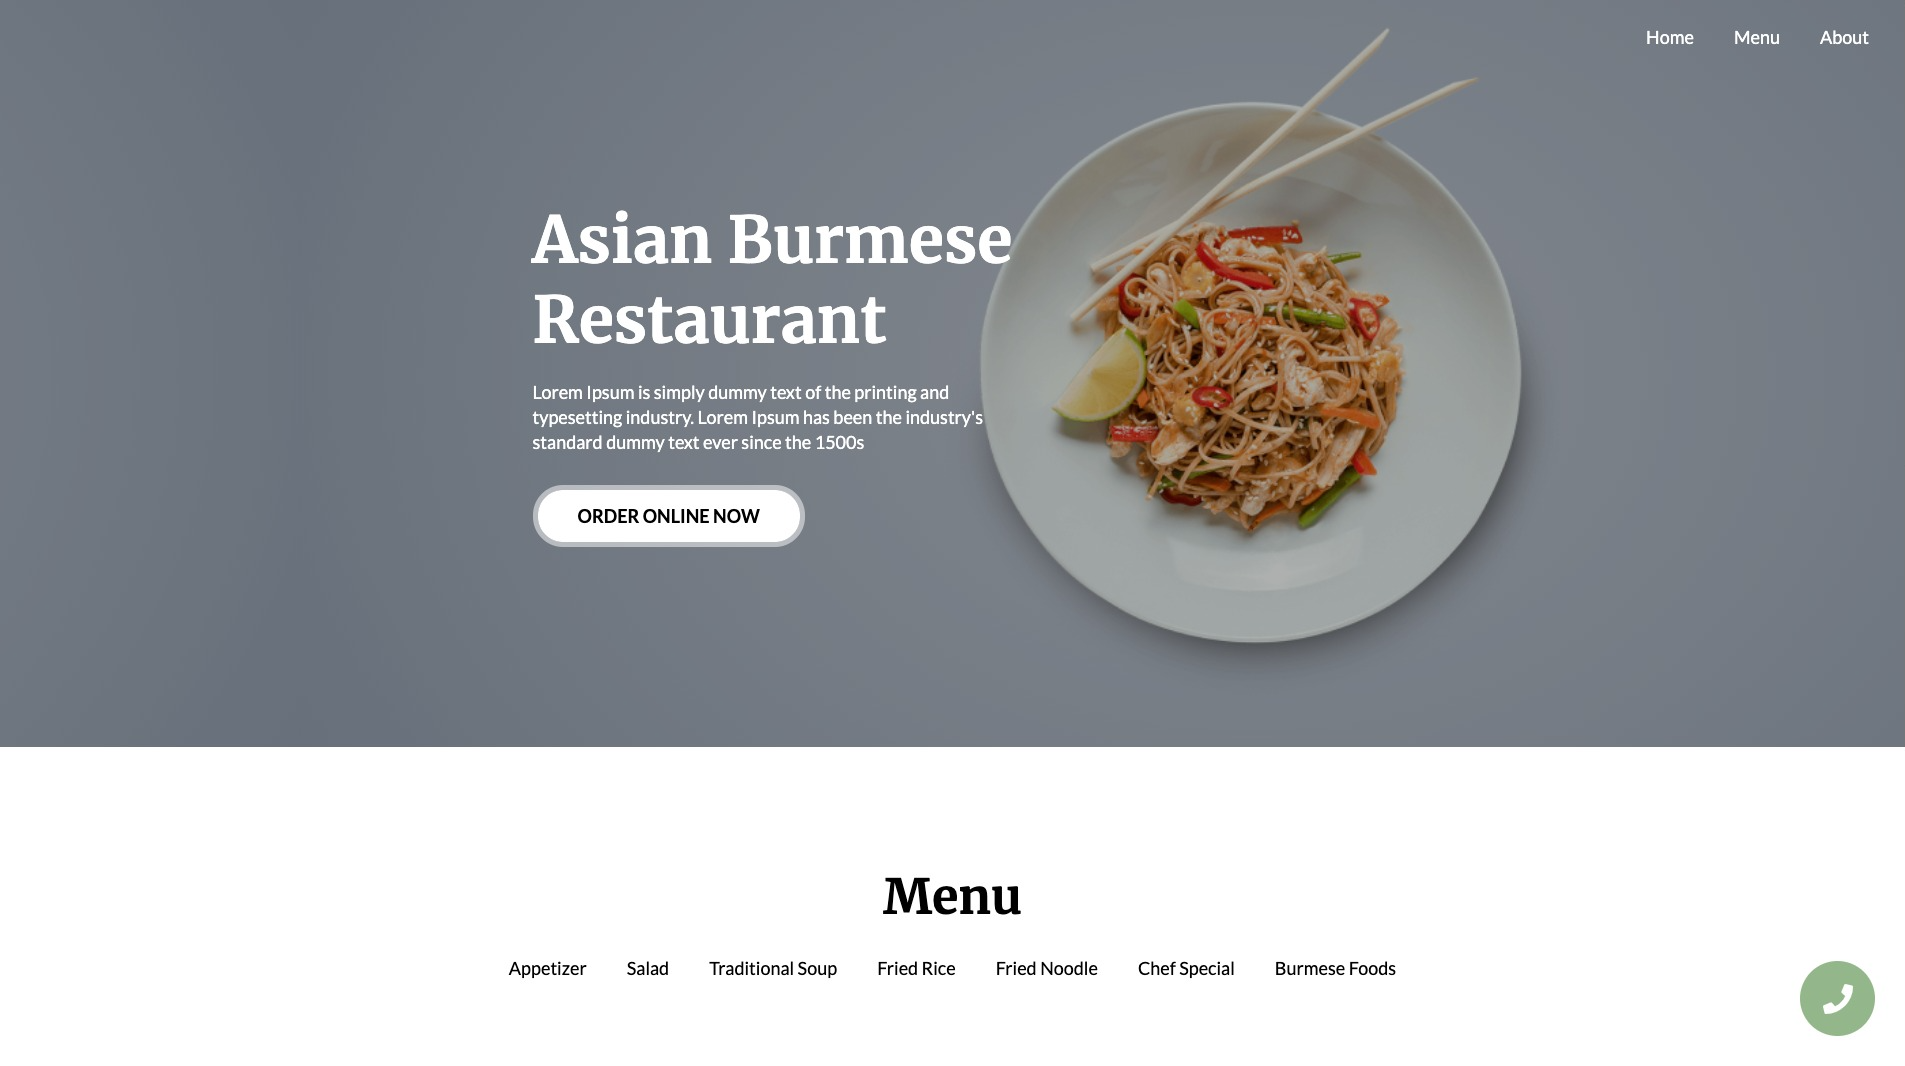 Home Menu About
Asian Burmese
Restaurant
Lorem Ipsum is simply dummy text of the printing and
typesetting industry. Lorem Ipsum has been the industry's
standard dummy text ever since the 1500s
ORDER ONLINE NOW
Menu
Appetizer Salad Traditional Soup Fried Rice Fried Noodle Chef Special Burmese Foods